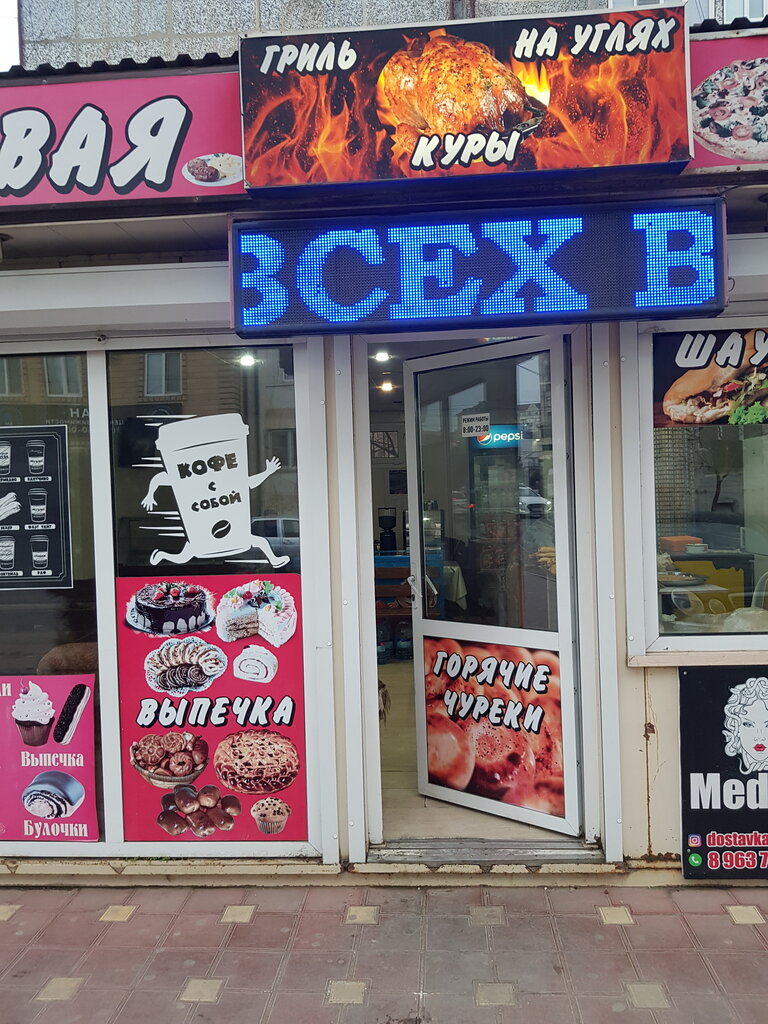 ГРИЛЬ
НА УГЛЯХ
КУРЫ
ВАЯ
ВСЕХ В
ШАУ
РЕЖИМ РАБОТЫ
8:00-23:00
pepsi
КОФЕ
с
СОБОЙ
ВЫПЕЧКА
Выпечка
Булочки
ГОРЯЧИЕ
ЧУРЕКИ
Med
dostavka
8 963 7